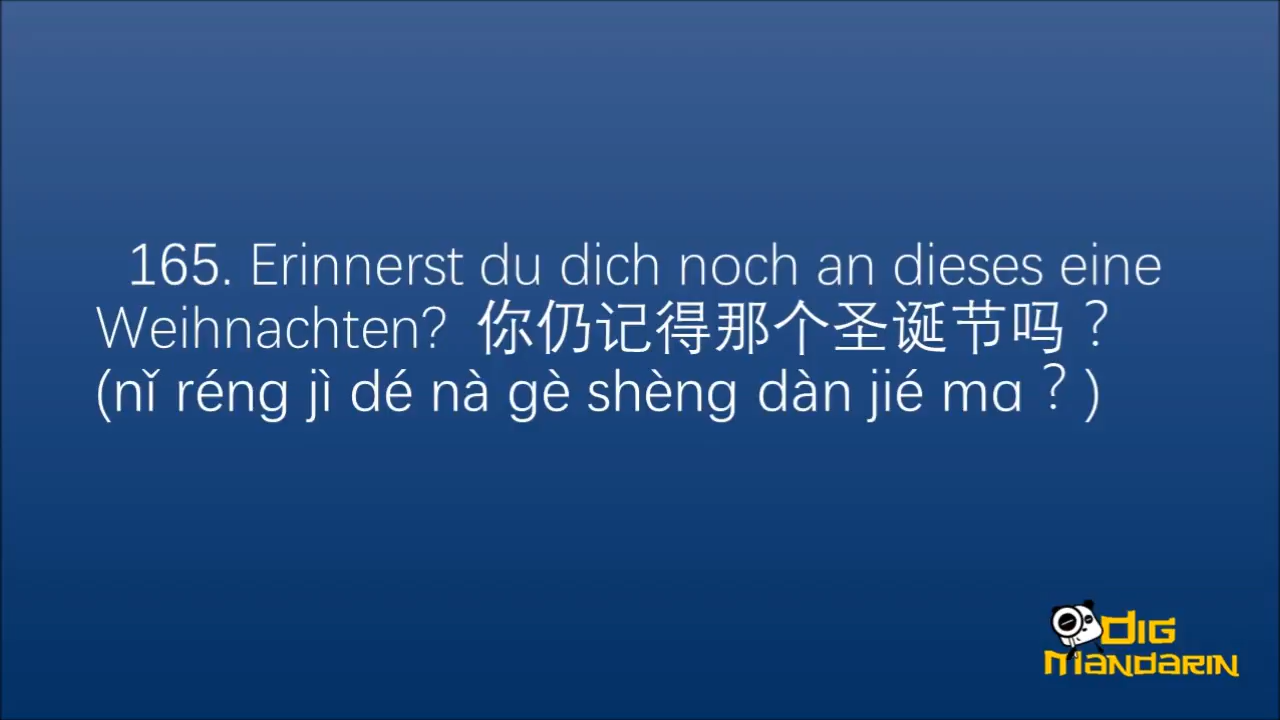 165. Erinnerst du dich noch an dieses eine
Weihnachten? 你仍记得那个圣诞节吗？
(nǐ réng jì dé nà gè shèng dàn jié mɑ？)
DIG
MANDARIN